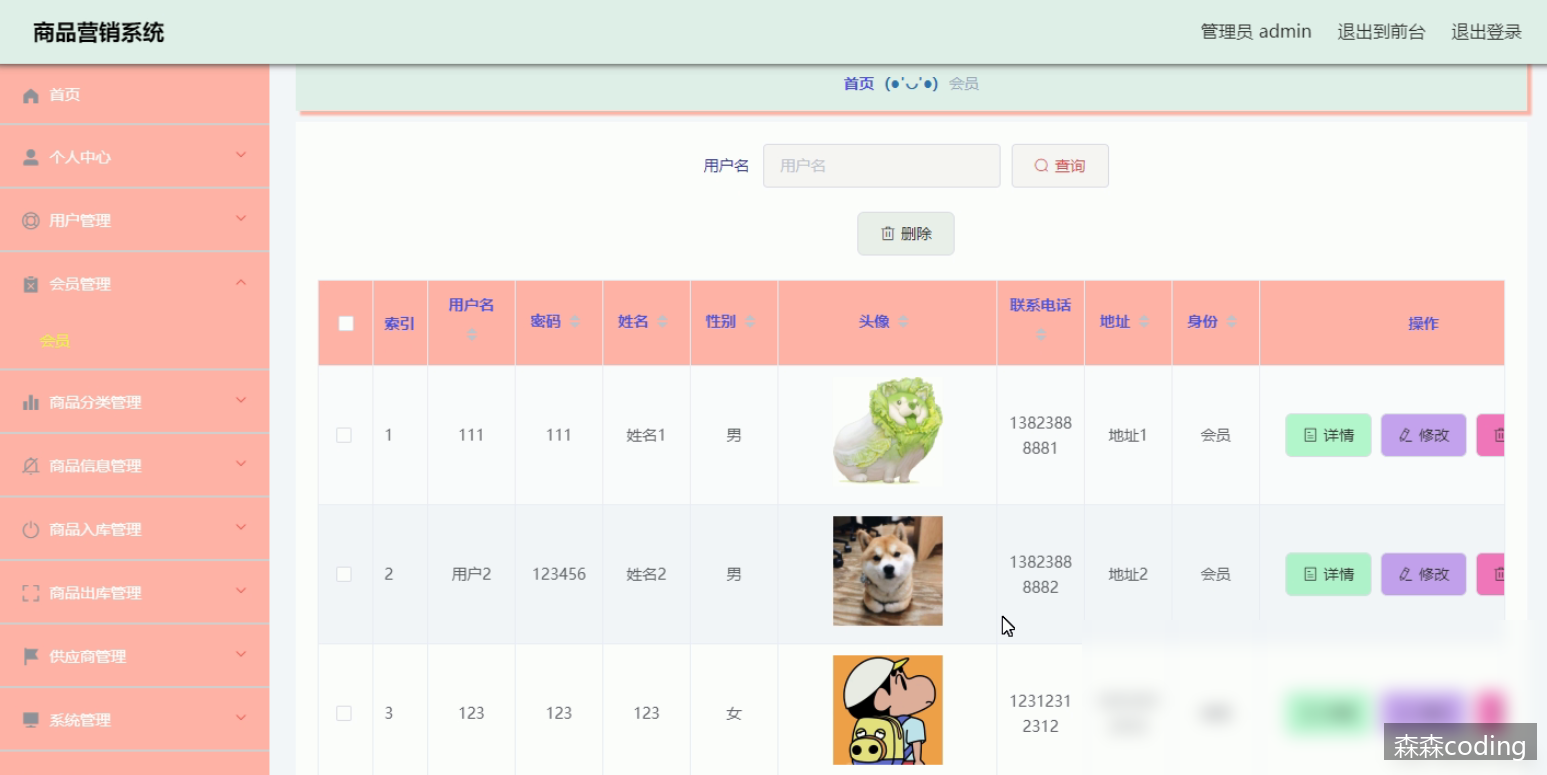 商品营销系统
管理员 admin 退出到前台 退出登录
首页 (●'◡'●) 会员
首页
个人中心
用户管理
会员管理
会员
商品分类管理
商品信息管理
商品入库管理
商品出库管理
供应商管理
系统管理
用户名 用户名 查询
删除
索引 用户名 密码 姓名 性别 头像 联系电话 地址 身份 操作
1 111 111 姓名1 男 1382388
8881 地址1 会员 详情 修改
2 用户2 123456 姓名2 男 1382388
8882 地址2 会员 详情 修改
3 123 123 123 女 1231231
2312
森森coding